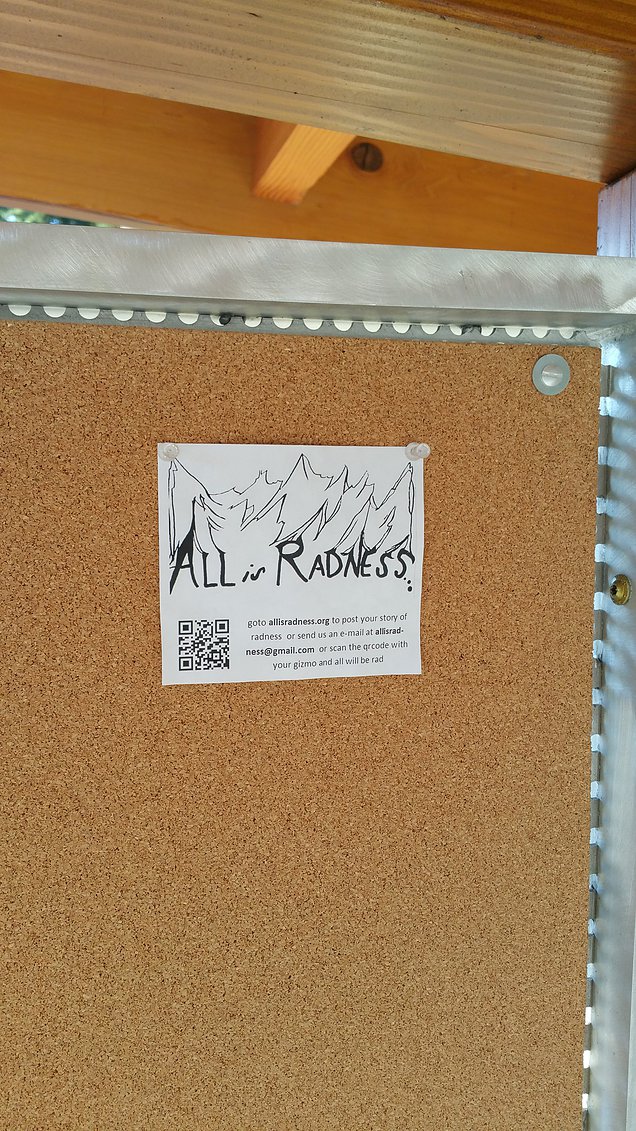 ALL is RADNESS...
goto allisradness.org to post your story of
radness or send us an e-mail at allisrad-
ness@gmail.com or scan the qrcode with
your gizmo and all will be rad